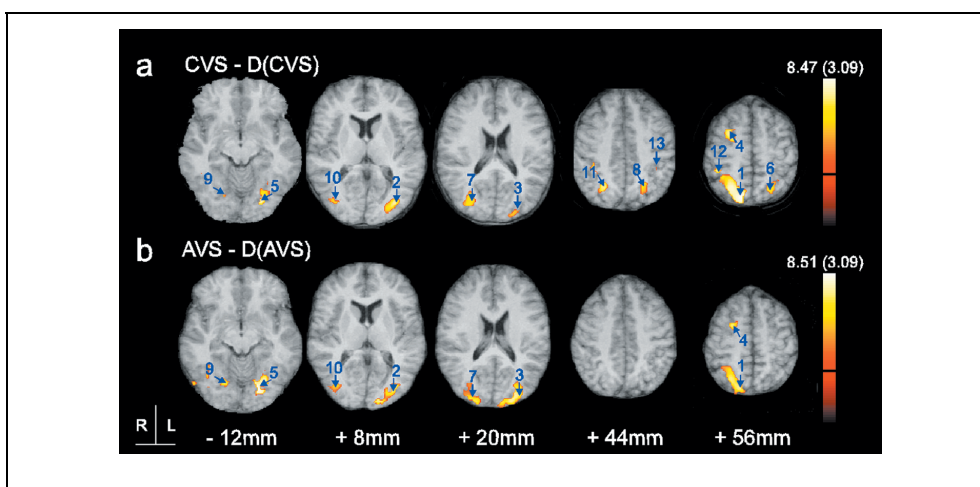 a
CVS - D(CVS)
8.47 (3.09)
9
5
10
2
7
3
11
8
13
12
4
1
6
b
AVS - D(AVS)
8.51 (3.09)
9
5
10
2
7
3
4
1
R L
- 12mm
+ 8mm
+ 20mm
+ 44mm
+ 56mm